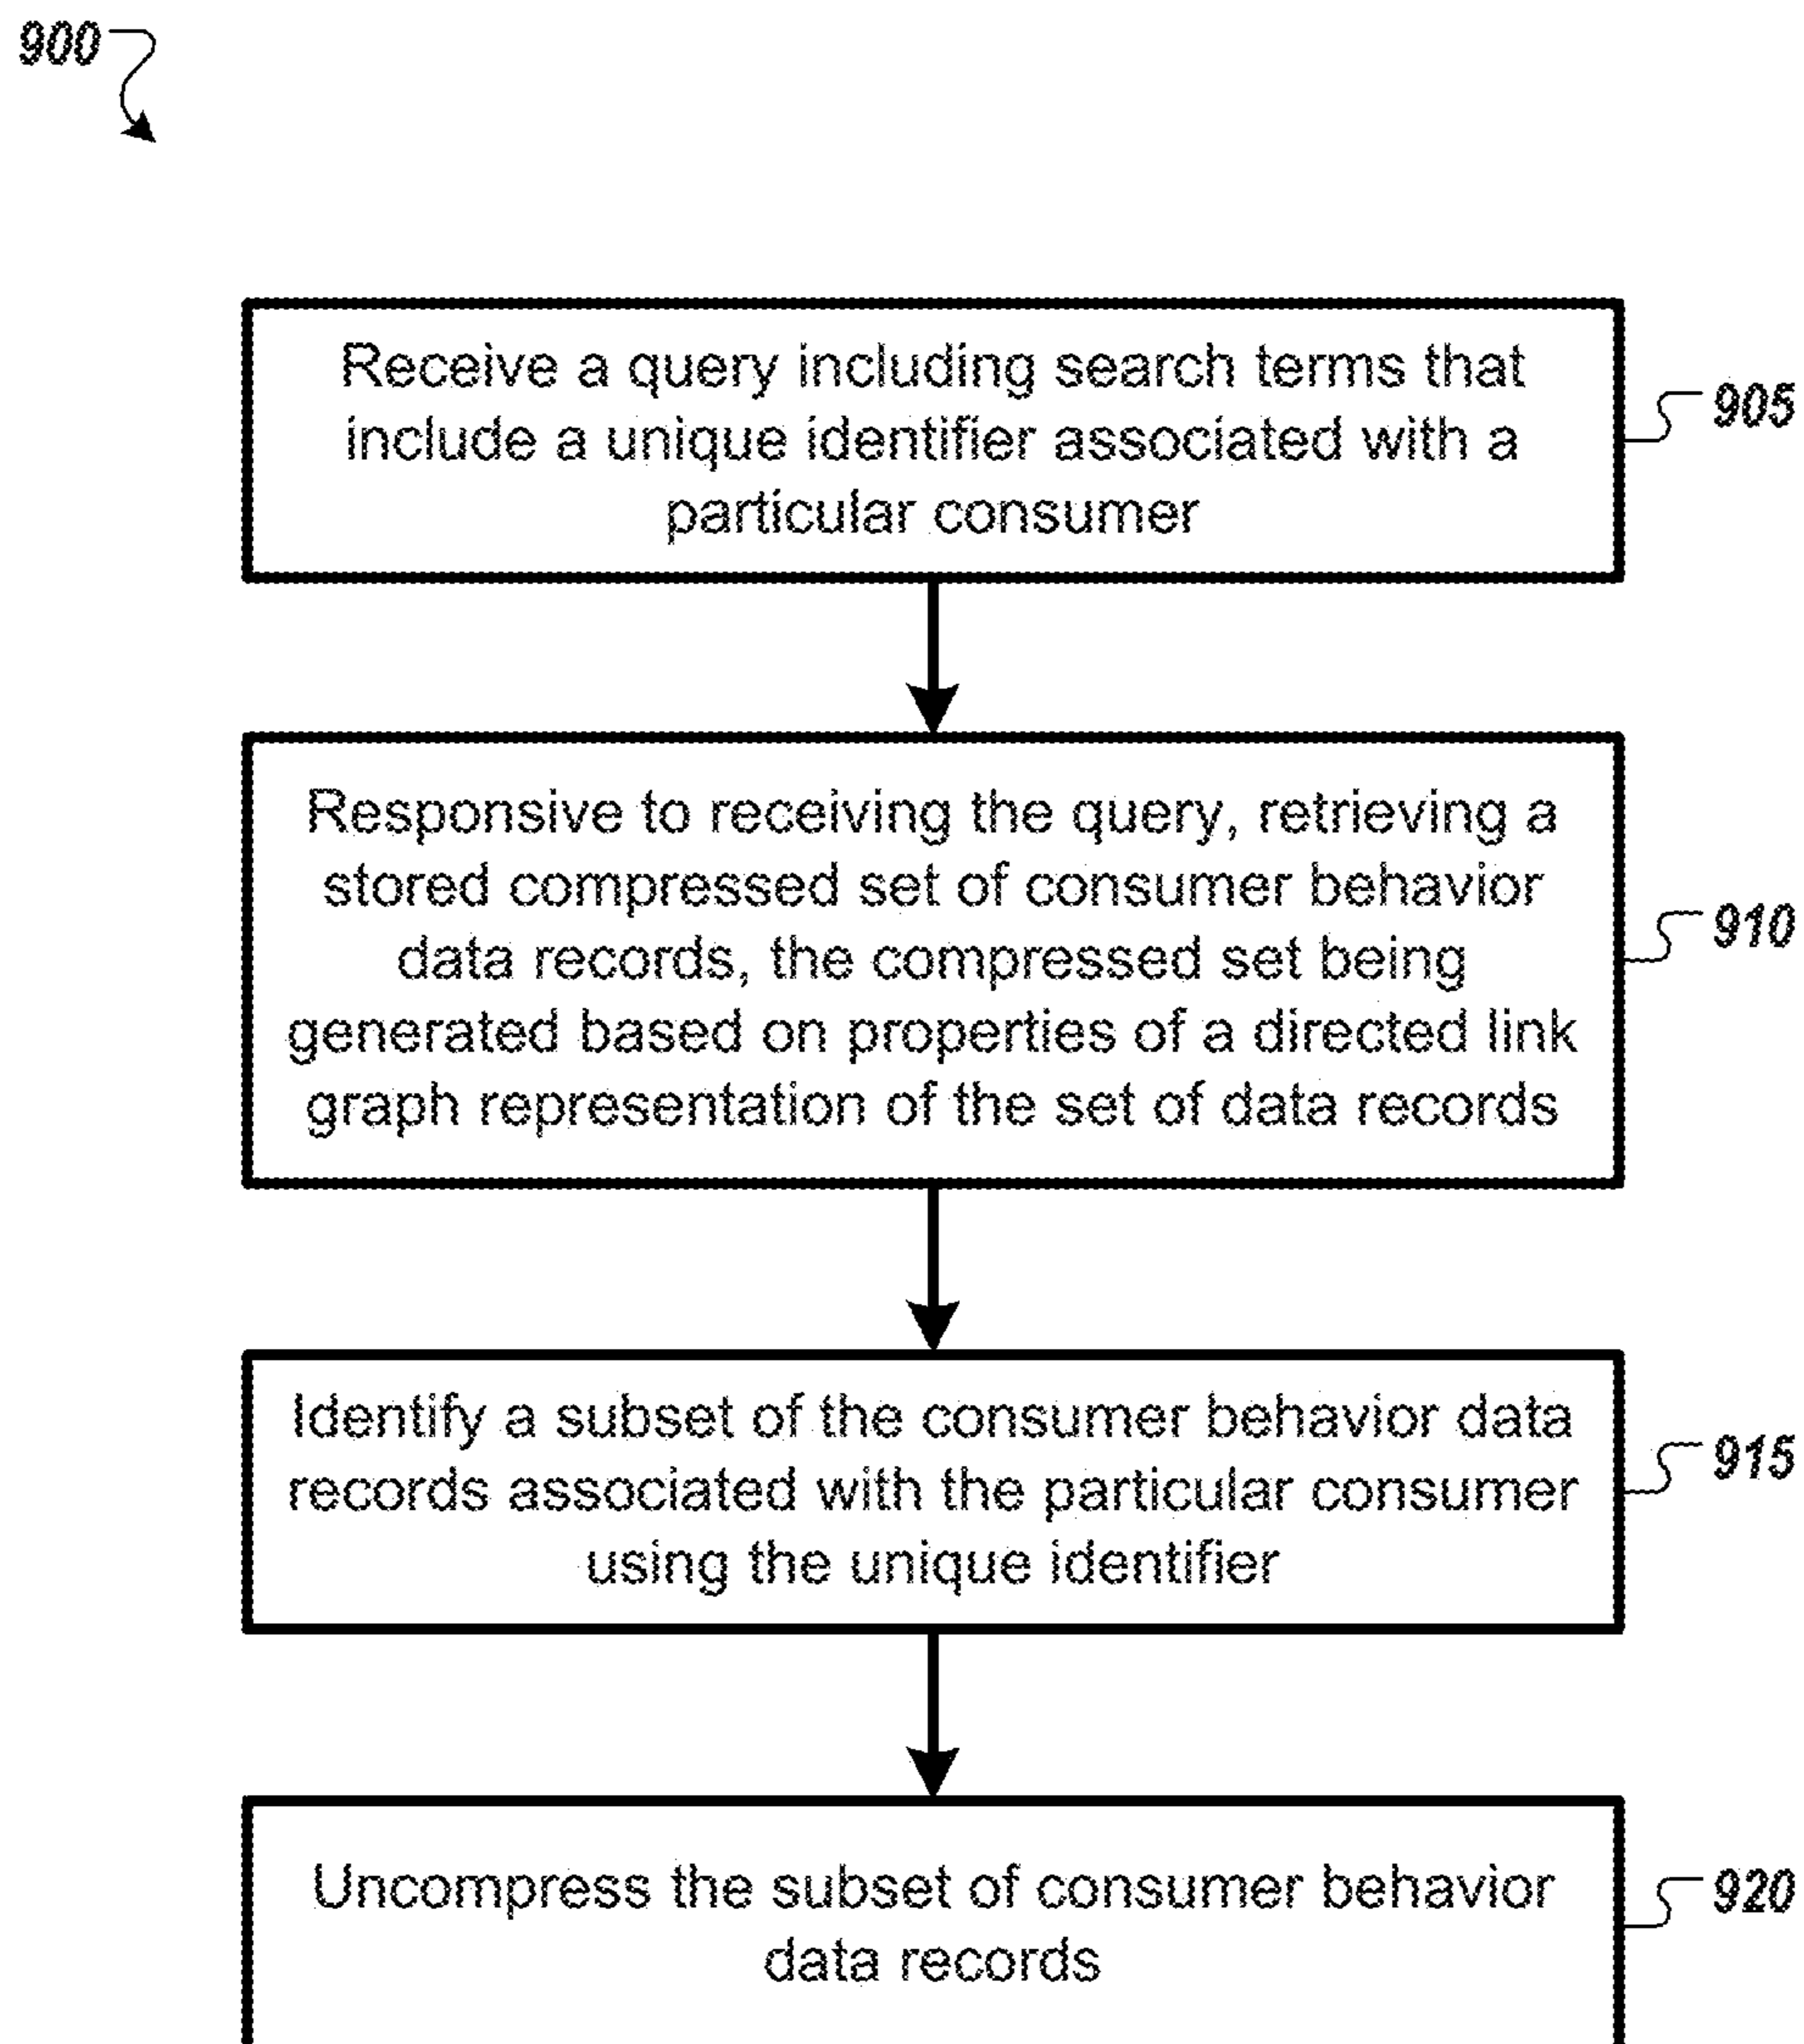 900
Receive a query including search terms that
include a unique identifier associated with a
particular consumer
905
Responsive to receiving the query, retrieving a
stored compressed set of consumer behavior
data records, the compressed set being
generated based on properties of a directed link
graph representation of the set of data records
910
Identify a subset of the consumer behavior data
records associated with the particular consumer
using the unique identifier
915
Uncompress the subset of consumer behavior
data records
920